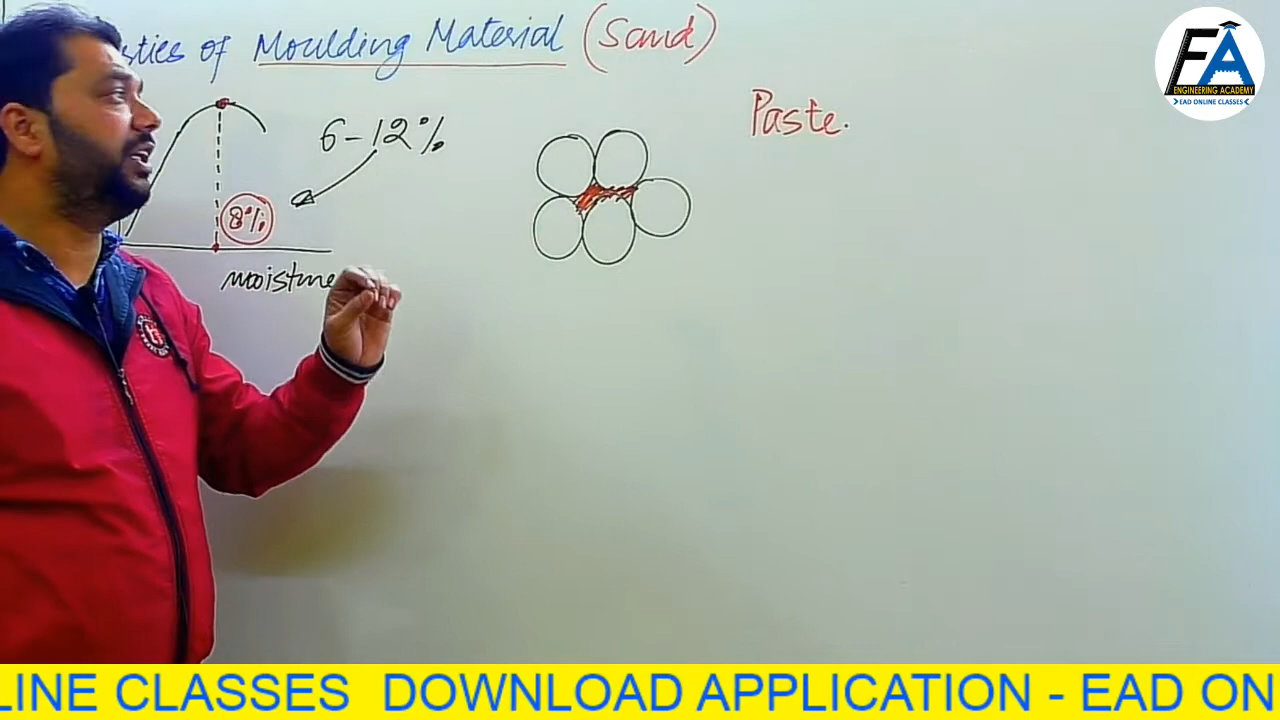 of Moulding Material (Sand)
Paste.
6-12%
8%
moisture
FA
ENGINEERING ACADEMY
EAD ONLINE CLASSES
LINE CLASSES DOWNLOAD APPLICATION - EAD ON